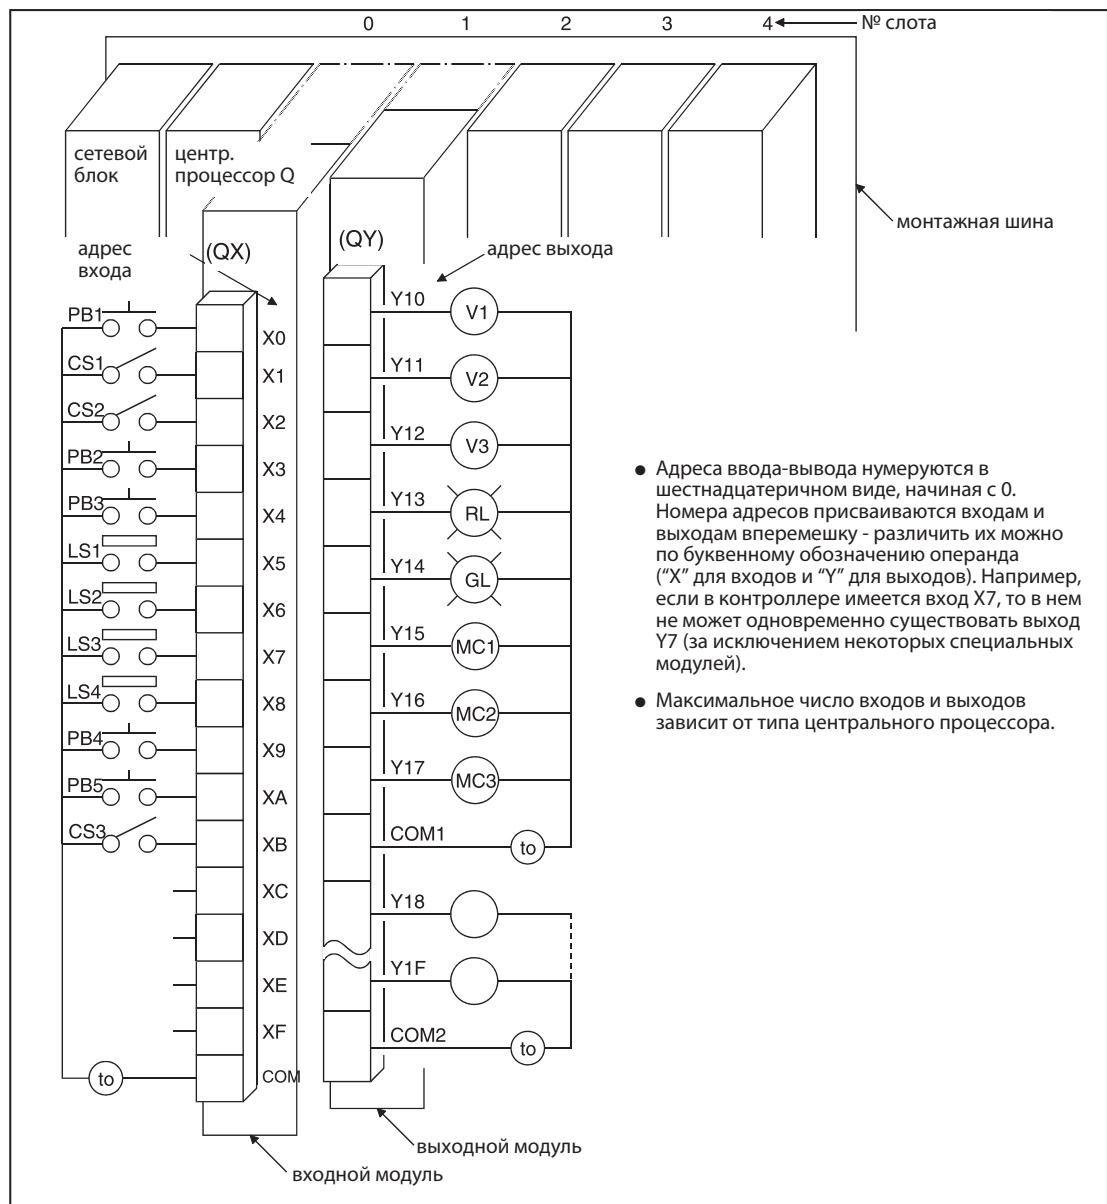 0 1 2 3 4 № слота
сетевой
блок
центр.
процессор Q
монтажная шина
адрес
входа
(QX)
(QY)
адрес выхода
PB1 X0
CS1 X1
CS2 X2
PB2 X3
PB3 X4
LS1 X5
LS2 X6
LS3 X7
LS4 X8
PB4 X9
PB5 XA
CS3 XB
XC
XD
XE
XF
to COM
Y10 V1
Y11 V2
Y12 V3
Y13 RL
Y14 GL
Y15 MC1
Y16 MC2
Y17 MC3
COM1 to
Y18
Y1F
COM2 to
выходной модуль
входной модуль
● Адреса ввода-вывода нумеруются в
шестнадцатеричном виде, начиная с 0.
Номера адресов присваиваются входам и
выходам вперемешку - различить их можно
по буквенному обозначению операнда
(“X” для входов и “Y” для выходов). Например,
если в контроллере имеется вход X7, то в нем
не может одновременно существовать выход
Y7 (за исключением некоторых специальных
модулей).
● Максимальное число входов и выходов
зависит от типа центрального процессора.